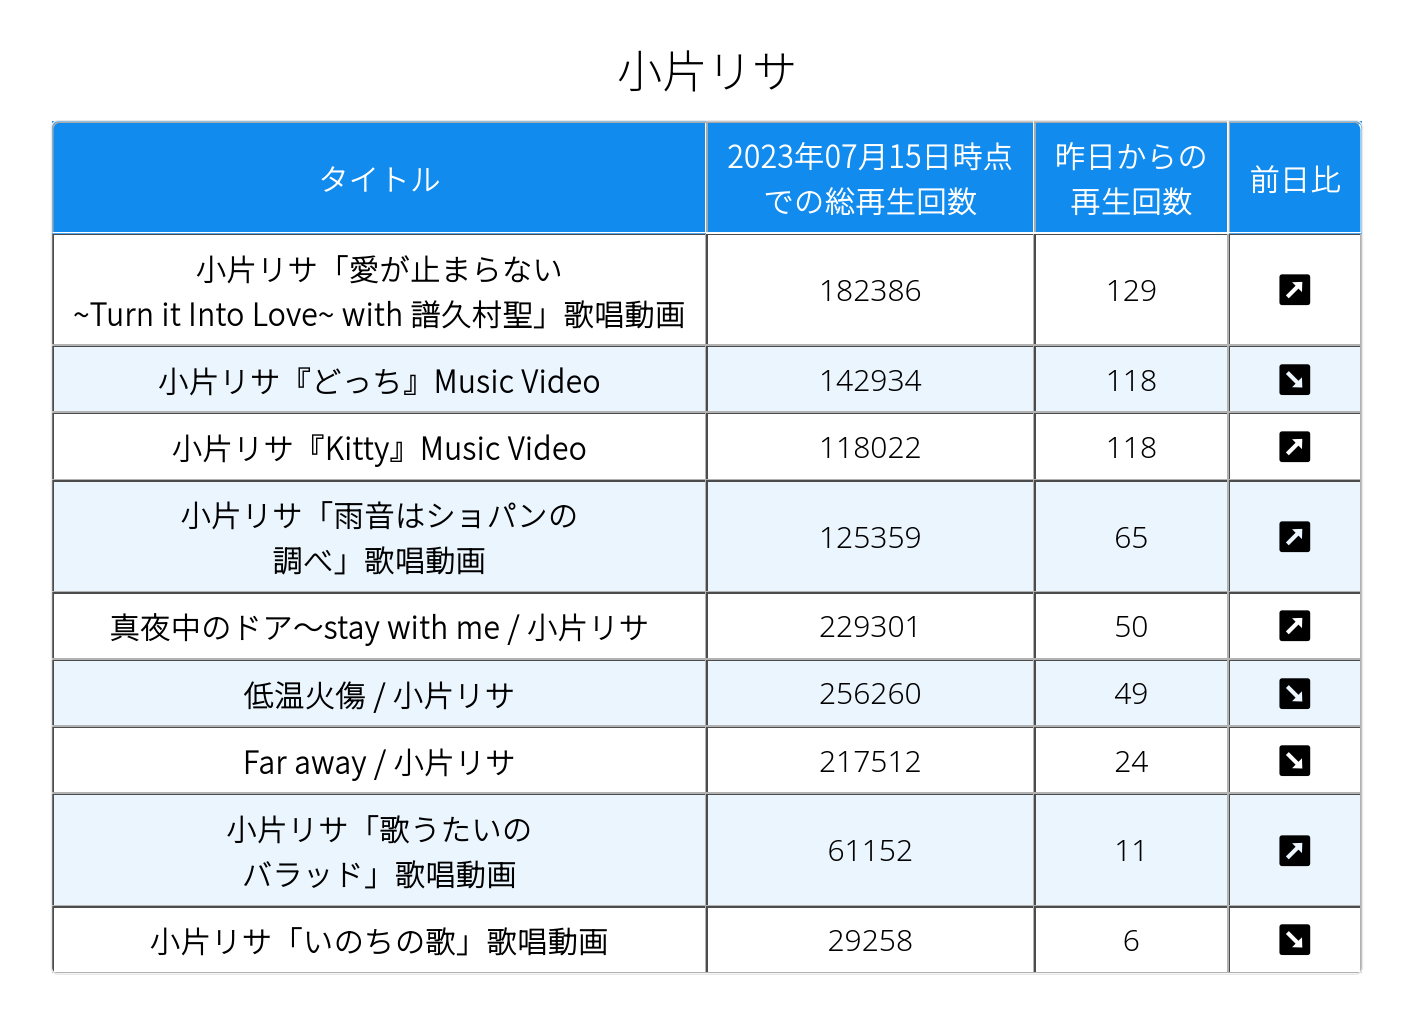 小片リサ
タイトル
2023年07月15日時点
での総再生回数
昨日からの
再生回数
前日比
小片リサ「愛が止まらない
~Turn it Into Love~ with 譜久村聖」歌唱動画
182386
129
小片リサ『どっち』Music Video
142934
118
小片リサ『Kitty』Music Video
118022
118
小片リサ「雨音はショパンの
調べ」歌唱動画
125359
65
真夜中のドア〜stay with me / 小片リサ
229301
50
低温火傷 / 小片リサ
256260
49
Far away / 小片リサ
217512
24
小片リサ「歌うたいの
バラッド」歌唱動画
61152
11
小片リサ「いのちの歌」歌唱動画
29258
6